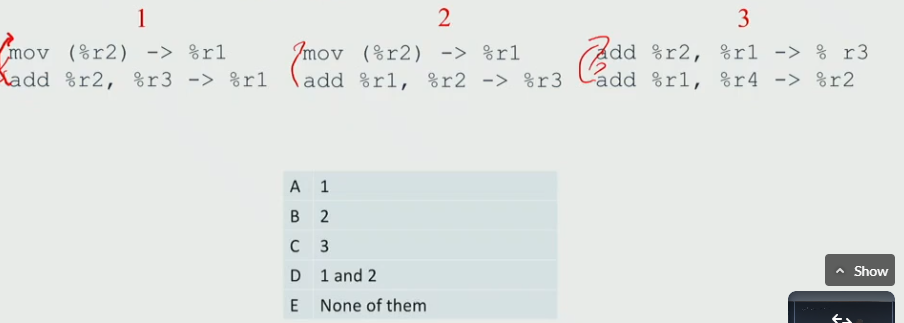 1 2 3
mov (%r2) -> %r1 mov (%r2) -> %r1 add %r2, %r1 -> % r3
add %r2, %r3 -> %r1 add %r1, %r2 -> %r3 add %r1, %r4 -> %r2
A 1
B 2
C 3
D 1 and 2
E None of them
Show